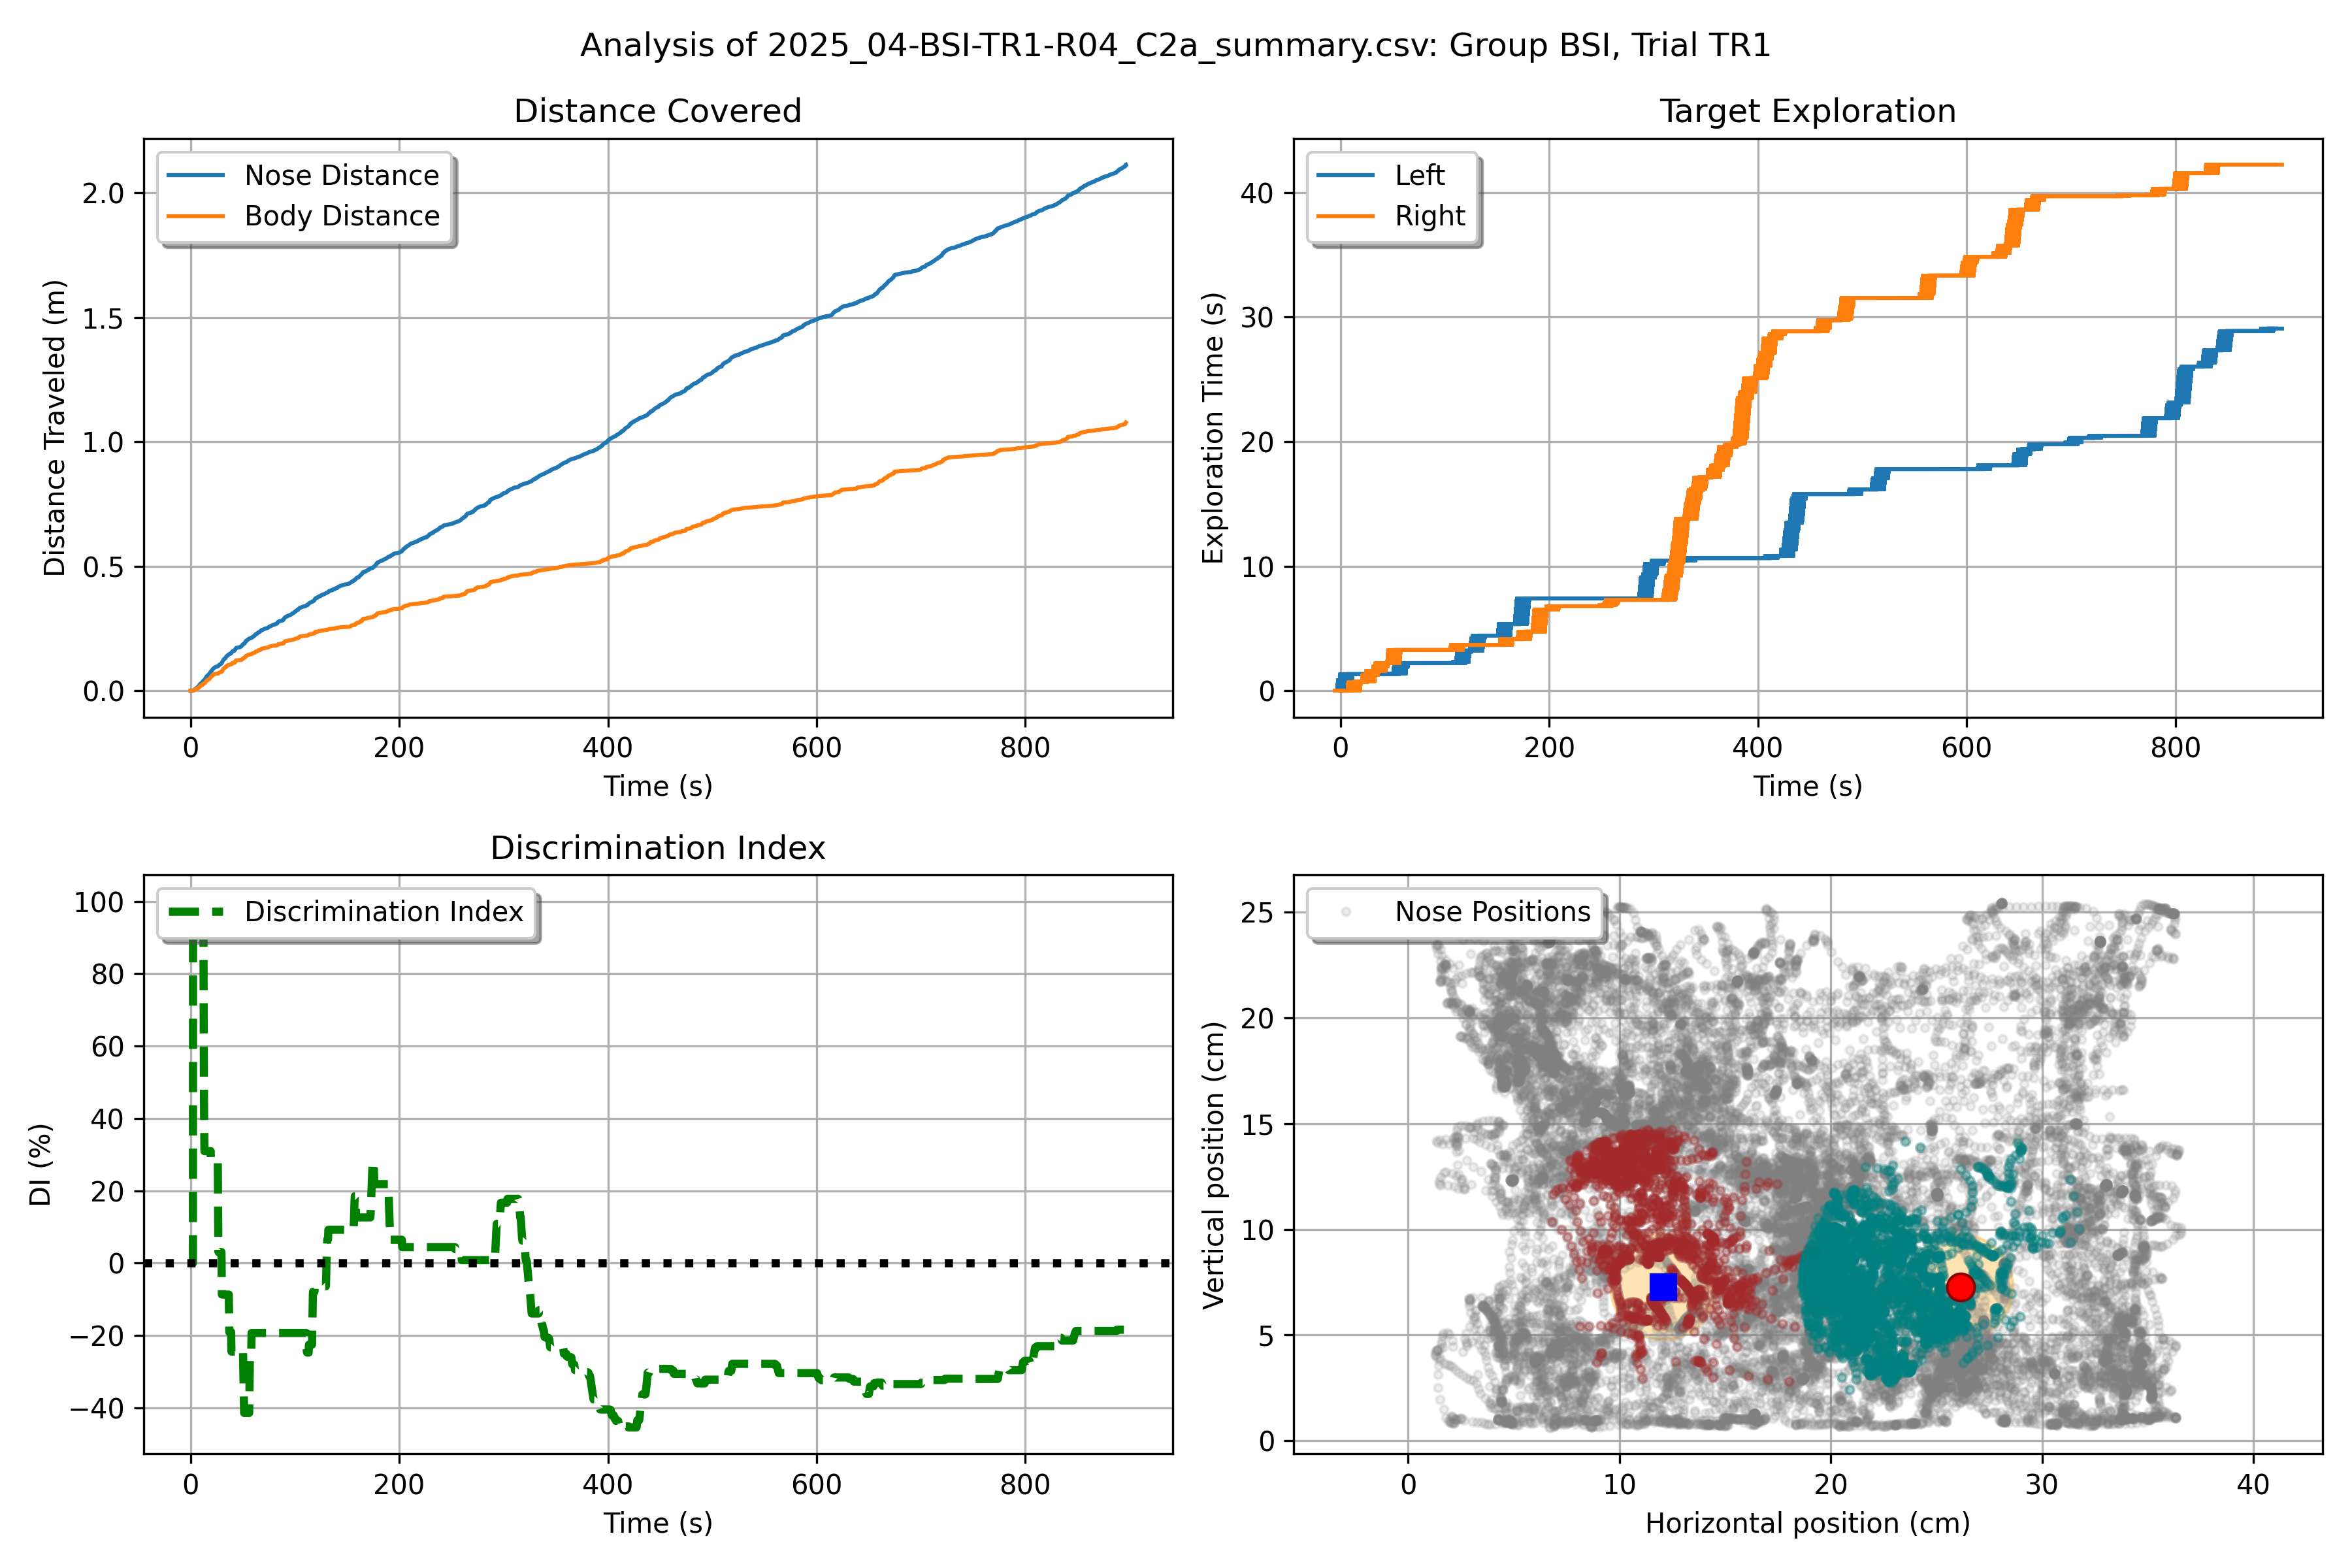 Analysis of 2025_04-BSI-TR1-R04_C2a_summary.csv: Group BSI, Trial TR1
Distance Covered
Nose Distance
Body Distance
2.0
1.5
1.0
0.5
0.0
Distance Traveled (m)
0 200 400 600 800
Time (s)
Target Exploration
Left
Right
40
30
20
10
0
Exploration Time (s)
0 200 400 600 800
Time (s)
Discrimination Index
Discrimination Index
100
80
60
40
20
0
−20
−40
DI (%)
0 200 400 600 800
Time (s)
Nose Positions
25
20
15
10
5
0
Vertical position (cm)
0 10 20 30 40
Horizontal position (cm)